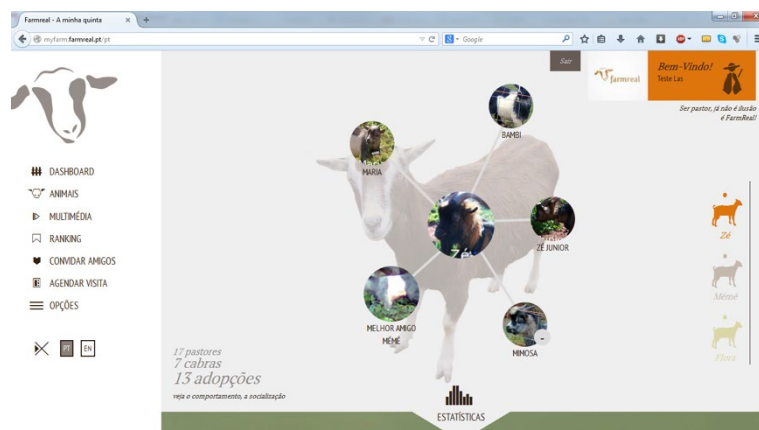 Farmreal - A minha quinta
myfarm.farmreal.pt/pt
Google
Sair
farmreal
Bem-Vindo!
Teste Las
Ser pastor, já não é ilusão
é FarmReal!
DASHBOARD
ANIMAIS
MULTIMÉDIA
RANKING
CONVIDAR AMIGOS
AGENDAR VISITA
OPÇÕES
PT
EN
BAMBI
MARIA
Zé
ZÉ JUNIOR
MELHOR AMIGO
MÉMÉ
MIMOSA
Zé
Mémé
Flora
17 pastores
7 cabras
13 adopções
veja o comportamento, a socialização
ESTATÍSTICAS